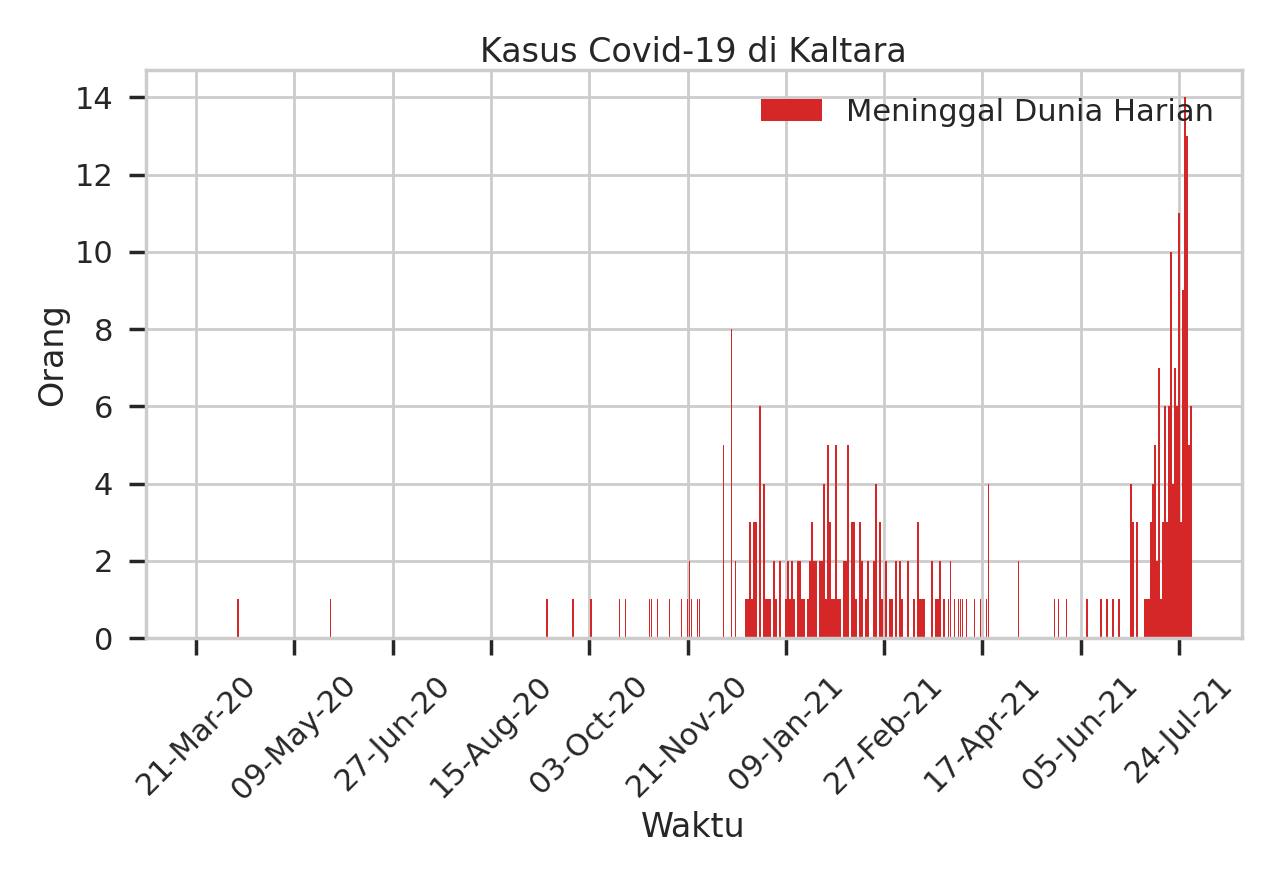 Kasus Covid-19 di Kaltara
Meninggal Dunia Harian
14
12
10
8
6
4
2
0
Orang
21-Mar-20
09-May-20
27-Jun-20
15-Aug-20
03-Oct-20
21-Nov-20
09-Jan-21
27-Feb-21
17-Apr-21
05-Jun-21
24-Jul-21
Waktu